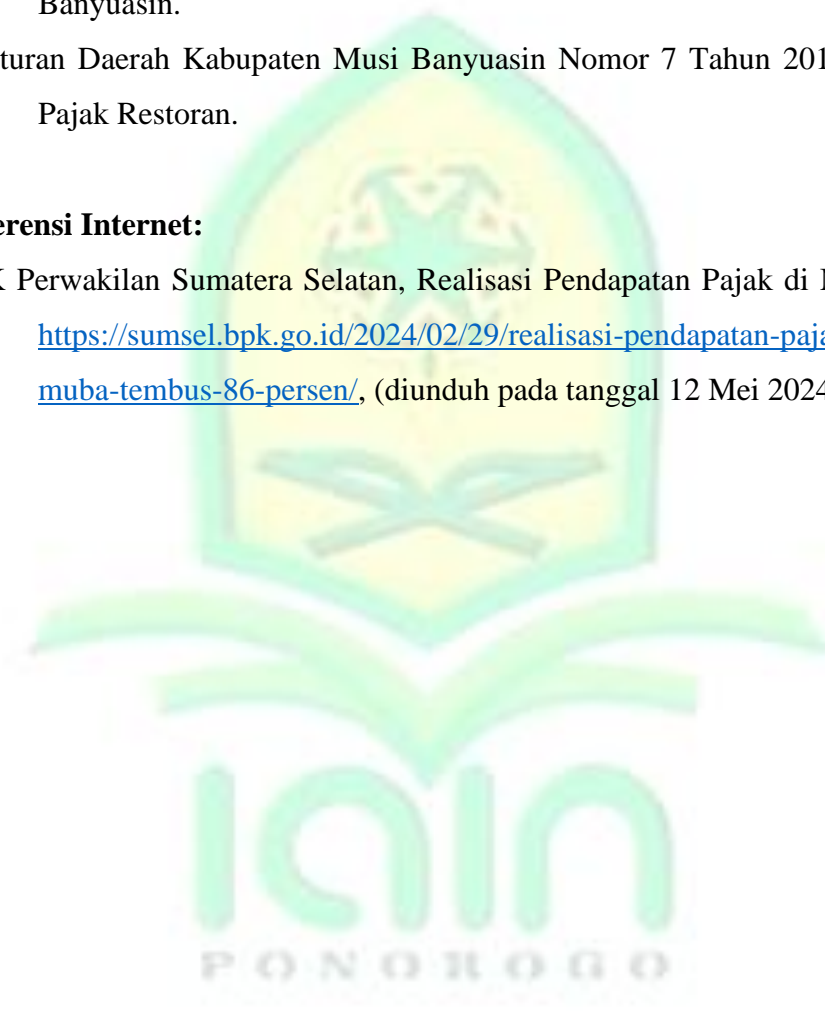 Banyuasin.
turan Daerah Kabupaten Musi Banyuasin Nomor 7 Tahun 201
Pajak Restoran.
erensi Internet:
K Perwakilan Sumatera Selatan, Realisasi Pendapatan Pajak di
https://sumsel.bpk.go.id/2024/02/29/realisasi-pendapatan-paja
muba-tembus-86-persen/, (diunduh pada tanggal 12 Mei 2024
iain
PONOROGO